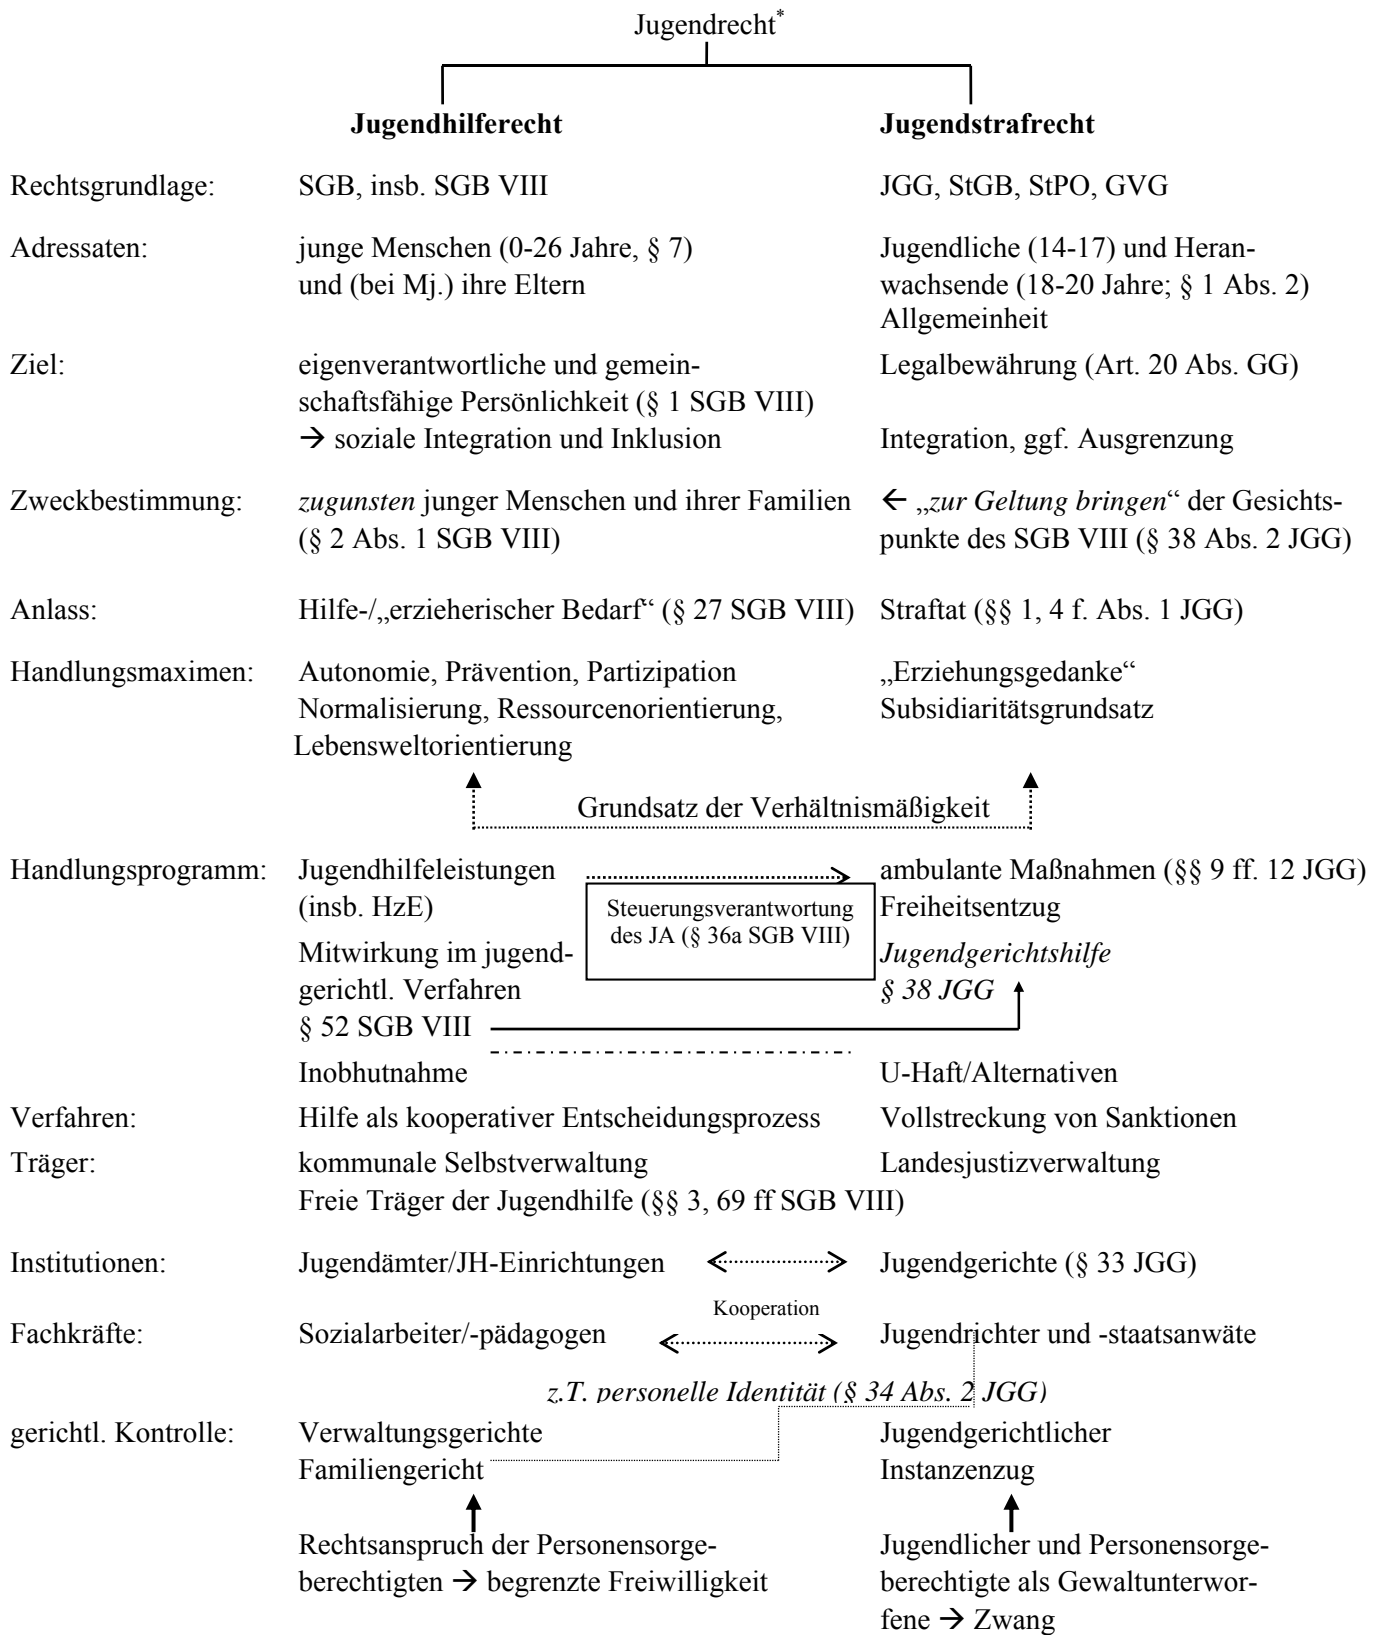 Jugendrecht*
Jugendhilferecht Jugendstrafrecht
Rechtsgrundlage: SGB, insb. SGB VIII JGG, StGB, StPO, GVG
Adressaten: junge Menschen (0-26 Jahre, § 7) Jugendliche (14-17) und Heran-
und (bei Mj.) ihre Eltern wachsende (18-20 Jahre; § 1 Abs. 2)
Allgemeinheit
Ziel: eigenverantwortliche und gemein- Legalbewährung (Art. 20 Abs. GG)
schaftsfähige Persönlichkeit (§ 1 SGB VIII)
→ soziale Integration und Inklusion Integration, ggf. Ausgrenzung
Zweckbestimmung: zugunsten junger Menschen und ihrer Familien ← „zur Geltung bringen“ der Gesichts-
(§ 2 Abs. 1 SGB VIII) punkte des SGB VIII (§ 38 Abs. 2 JGG)
Anlass: Hilfe-/„erzieherischer Bedarf“ (§ 27 SGB VIII) Straftat (§§ 1, 4 f. Abs. 1 JGG)
Handlungsmaximen: Autonomie, Prävention, Partizipation „Erziehungsgedanke“
Normalisierung, Ressourcenorientierung, Subsidiaritätsgrundsatz
Lebensweltorientierung
Grundsatz der Verhältnismäßigkeit
Handlungsprogramm: Jugendhilfeleistungen ambulante Maßnahmen (§§ 9 ff. 12 JGG)
(insb. HzE) Steuerungsverantwortung Freiheitsentzug
des JA (§ 36a SGB VIII)
Mitwirkung im jugend- Jugendgerichtshilfe
gerichtl. Verfahren § 38 JGG
§ 52 SGB VIII
Inobhutnahme U-Haft/Alternativen
Verfahren: Hilfe als kooperativer Entscheidungsprozess Vollstreckung von Sanktionen
Träger: kommunale Selbstverwaltung Landesjustizverwaltung
Freie Träger der Jugendhilfe (§§ 3, 69 ff SGB VIII)
Institutionen: Jugendämter/JH-Einrichtungen Jugendgerichte (§ 33 JGG)
Kooperation
Fachkräfte: Sozialarbeiter/-pädagogen Jugendrichter und -staatsanwäte
z.T. personelle Identität (§ 34 Abs. 2 JGG)
gerichtl. Kontrolle: Verwaltungsgerichte Jugendgerichtlicher
Familiengericht Instanzenzug
Rechtsanspruch der Personensorge- Jugendlicher und Personensorge-
berechtigten → begrenzte Freiwilligkeit berechtigte als Gewaltunterwor-
fene → Zwang